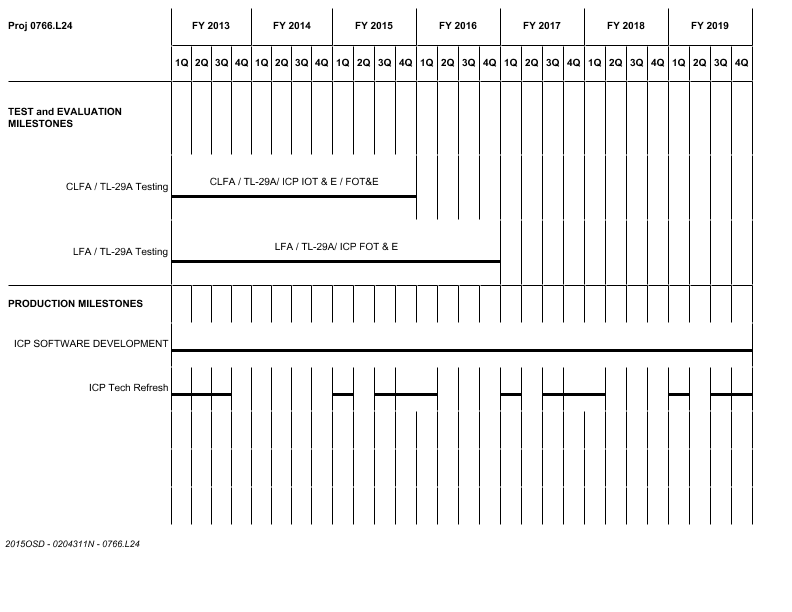 Proj 0766.L24 FY 2013 FY 2014 FY 2015 FY 2016 FY 2017 FY 2018 FY 2019
1Q 2Q 3Q 4Q 1Q 2Q 3Q 4Q 1Q 2Q 3Q 4Q 1Q 2Q 3Q 4Q 1Q 2Q 3Q 4Q 1Q 2Q 3Q 4Q 1Q 2Q 3Q 4Q
TEST and EVALUATION
MILESTONES
CLFA / TL-29A/ ICP IOT & E / FOT&E
CLFA / TL-29A Testing
LFA / TL-29A/ ICP FOT & E
LFA / TL-29A Testing
PRODUCTION MILESTONES
ICP SOFTWARE DEVELOPMENT
ICP Tech Refresh
2015OSD - 0204311N - 0766.L24